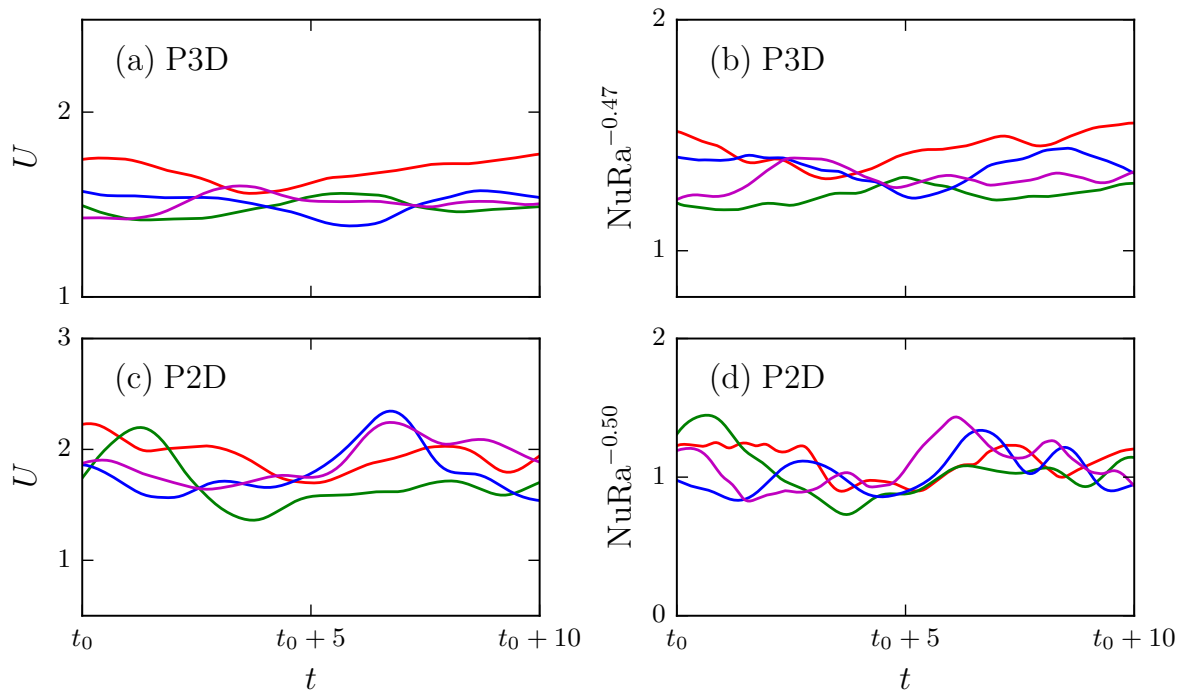 (a) P3D
2
1
U
(b) P3D
2
1
NuRa^{−0.47}
(c) P2D
3
2
1
U
t₀
t₀ + 5
t₀ + 10
t
(d) P2D
2
1
0
NuRa^{−0.50}
t₀
t₀ + 5
t₀ + 10
t